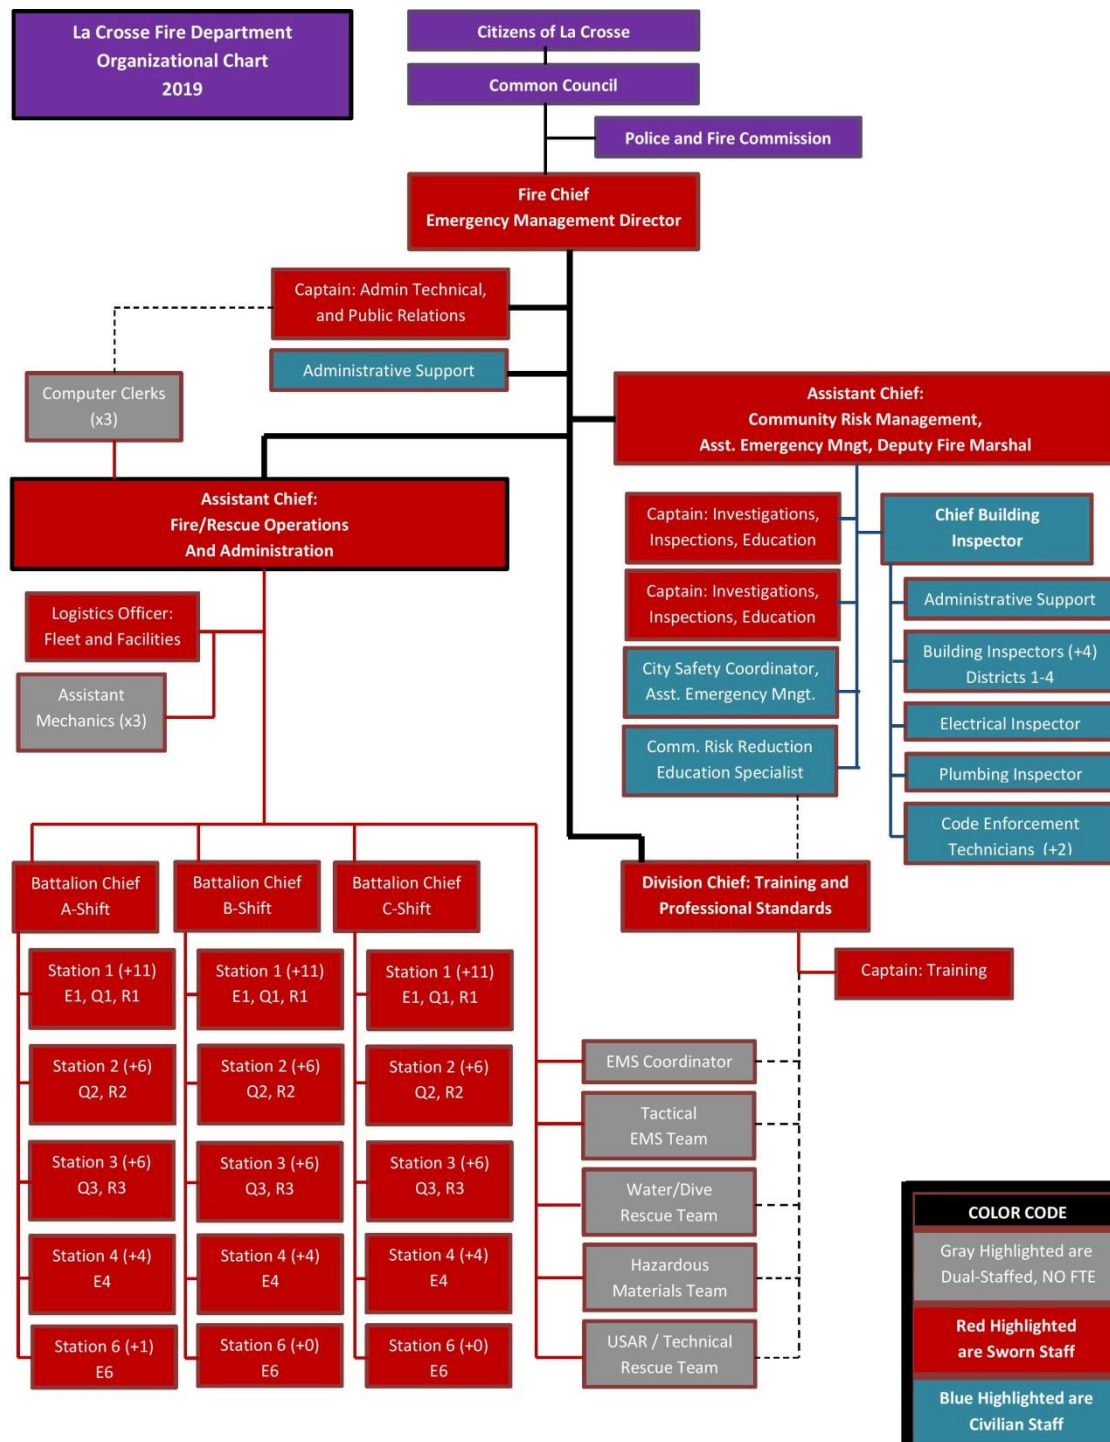 La Crosse Fire Department
Organizational Chart
2019
Citizens of La Crosse
Common Council
Police and Fire Commission
Fire Chief
Emergency Management Director
Captain: Admin Technical,
and Public Relations
Administrative Support
Computer Clerks
(x3)
Assistant Chief:
Community Risk Management,
Asst. Emergency Mngt, Deputy Fire Marshal
Assistant Chief:
Fire/Rescue Operations
And Administration
Captain: Investigations,
Inspections, Education
Chief Building
Inspector
Captain: Investigations,
Inspections, Education
Administrative Support
Logistics Officer:
Fleet and Facilities
Building Inspectors (+4)
Districts 1-4
City Safety Coordinator,
Asst. Emergency Mngt.
Assistant
Mechanics (x3)
Electrical Inspector
Comm. Risk Reduction
Education Specialist
Plumbing Inspector
Code Enforcement
Technicians (+2)
Battalion Chief
A-Shift
Battalion Chief
B-Shift
Battalion Chief
C-Shift
Division Chief: Training and
Professional Standards
Captain: Training
Station 1 (+11)
E1, Q1, R1
Station 1 (+11)
E1, Q1, R1
Station 1 (+11)
E1, Q1, R1
EMS Coordinator
Station 2 (+6)
Q2, R2
Station 2 (+6)
Q2, R2
Station 2 (+6)
Q2, R2
Tactical
EMS Team
Station 3 (+6)
Q3, R3
Station 3 (+6)
Q3, R3
Station 3 (+6)
Q3, R3
Water/Dive
Rescue Team
Station 4 (+4)
E4
Station 4 (+4)
E4
Station 4 (+4)
E4
Hazardous
Materials Team
Station 6 (+1)
E6
Station 6 (+0)
E6
Station 6 (+0)
E6
USAR / Technical
Rescue Team
COLOR CODE
Gray Highlighted are
Dual-Staffed, NO FTE
Red Highlighted
are Sworn Staff
Blue Highlighted are
Civilian Staff